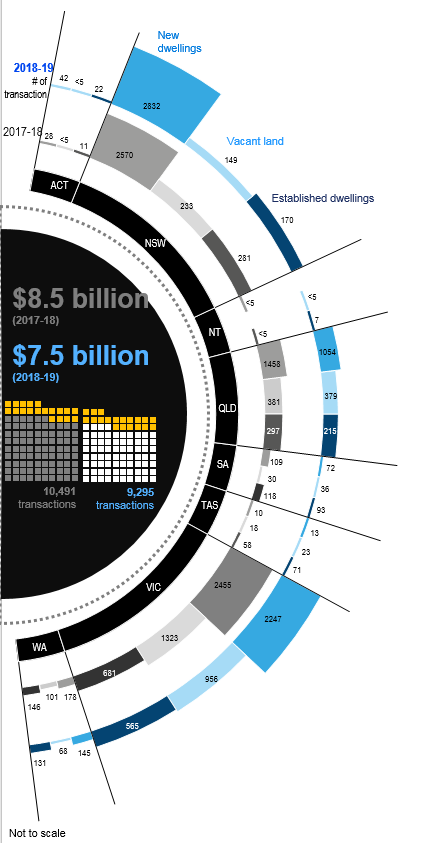 New
dwellings
2018-19
# of
transaction
42 <5 22
2832
2017-18
28 <5 11
2570
Vacant land
149
Established dwellings
170
ACT
233
NSW
281
<5
<5
7
NT
<5
$8.5 billion
(2017-18)
$7.5 billion
(2018-19)
1458
1054
381
379
QLD
297
215
10,491
transactions
9,295
transactions
SA
109
72
30
36
118
93
TAS
10
13
18
23
58
71
VIC
2455
2247
1323
956
681
565
WA
146 101 178
131 68 145
Not to scale